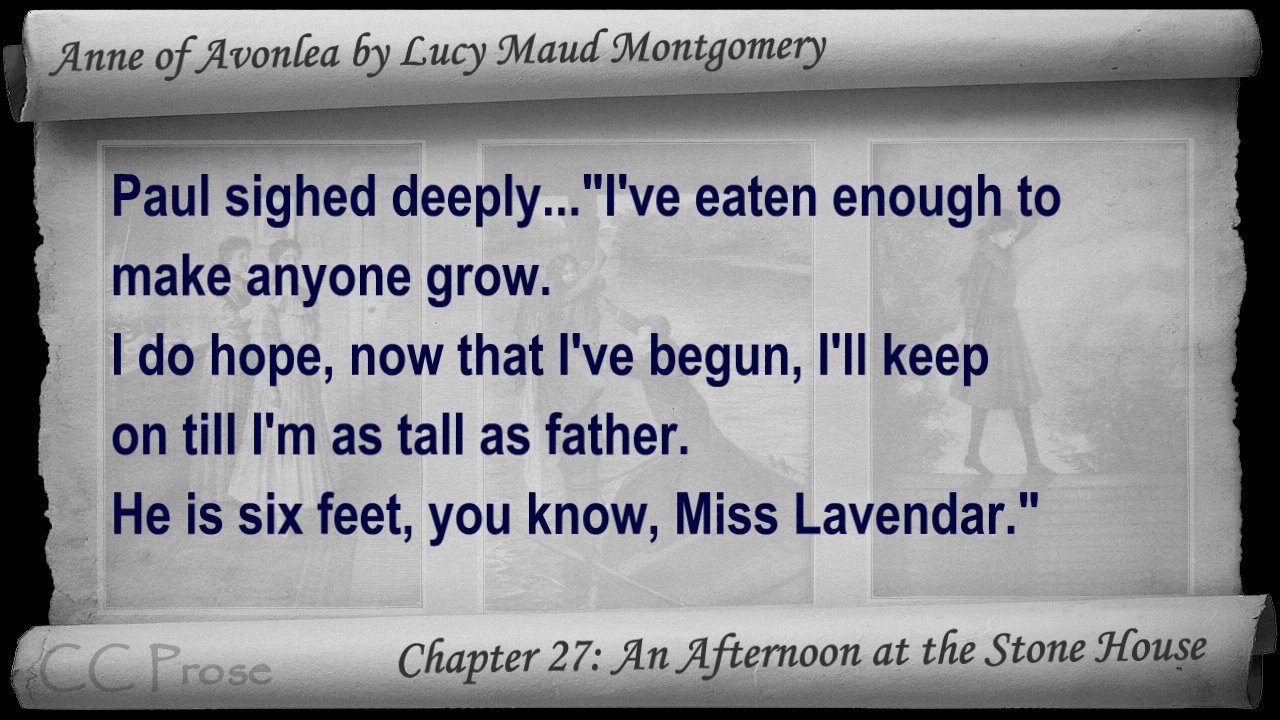 Anne of Avonlea by Lucy Maud Montgomery
Paul sighed deeply..."I've eaten enough to
make anyone grow.
I do hope, now that I've begun, I'll keep
on till I'm as tall as father.
He is six feet, you know, Miss Lavendar."
CC Prose
Chapter 27: An Afternoon at the Stone House